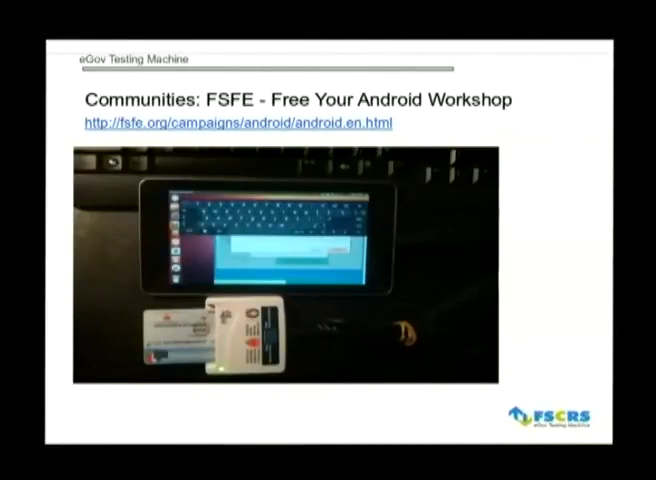 eGov Testing Machine
Communities: FSFE - Free Your Android Workshop
http://fsfe.org/campaigns/android/android.en.html
FSCRS
eGov Testing Machine